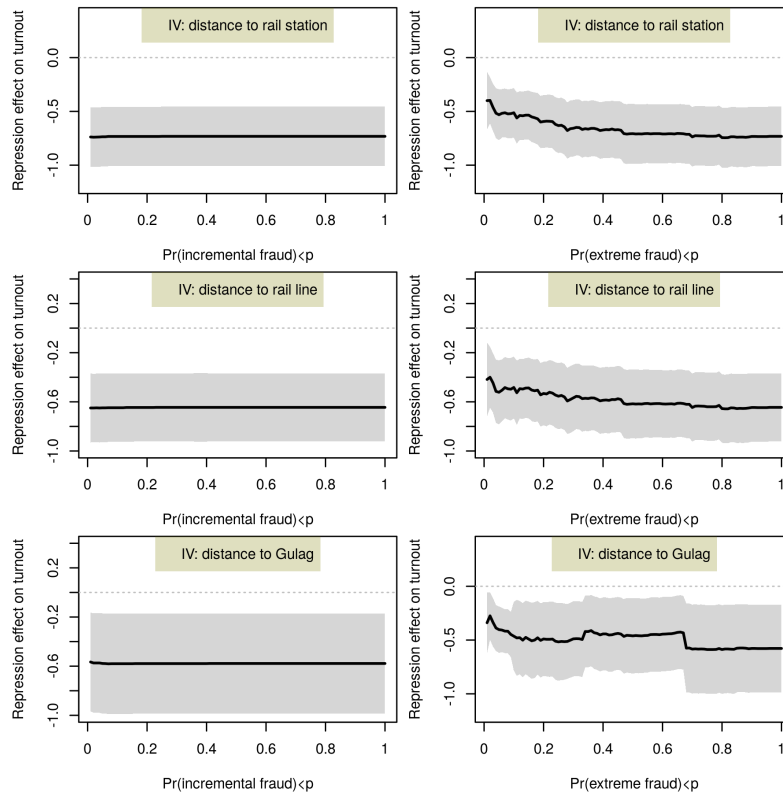 IV: distance to rail station
Repression effect on turnout
0.0
-0.5
-1.0
0 0.2 0.4 0.6 0.8 1
Pr(incremental fraud)<p
IV: distance to rail station
Repression effect on turnout
0.0
-0.5
-1.0
0 0.2 0.4 0.6 0.8 1
Pr(extreme fraud)<p
IV: distance to rail line
Repression effect on turnout
0.2
-0.2
-0.6
-1.0
0 0.2 0.4 0.6 0.8 1
Pr(incremental fraud)<p
IV: distance to rail line
Repression effect on turnout
0.2
-0.2
-0.6
-1.0
0 0.2 0.4 0.6 0.8 1
Pr(extreme fraud)<p
IV: distance to Gulag
Repression effect on turnout
0.2
-0.2
-0.6
-1.0
0 0.2 0.4 0.6 0.8 1
Pr(incremental fraud)<p
IV: distance to Gulag
Repression effect on turnout
0.0
-0.5
-1.0
0 0.2 0.4 0.6 0.8 1
Pr(extreme fraud)<p